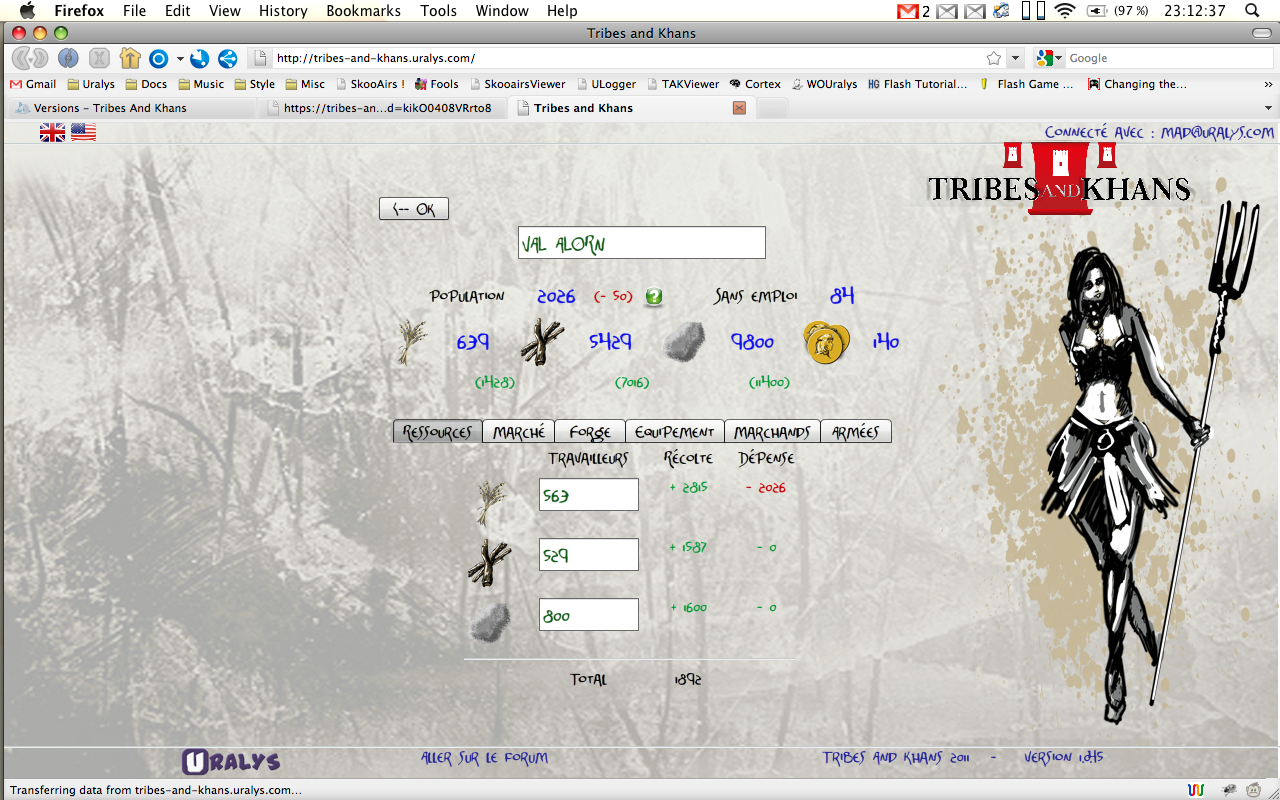 Firefox File Edit View History Bookmarks Tools Window Help 2 (97 %) 23:12:37
Tribes and Khans
http://tribes-and-khans.uralys.com/ Google
Gmail Uralys Docs Music Style Misc SkooAirs ! Fools SkooairsViewer ULogger TAKViewer Cortex WOUralys HG Flash Tutorial... Flash Game ... Changing the... »
Versions - Tribes And Khans https://tribes-an...d=kikO0408VRrto8 Tribes and Khans
Connecté avec : mad@uralys.com
TRIBES AND KHANS
<-- OK
Val Alorn
Population 2026 (- 50) ? Sans emploi 84
639 5429 9800 140
(1428) (7016) (11400)
Ressources Marché Forge Equipement Marchands Armées
Travailleurs Récolte Dépense
563 + 2815 - 2026
529 + 1587 - 0
800 + 1600 - 0
Total 1892
Uralys Aller sur le forum Tribes and Khans 2011 - version 1.045
Transferring data from tribes-and-khans.uralys.com...